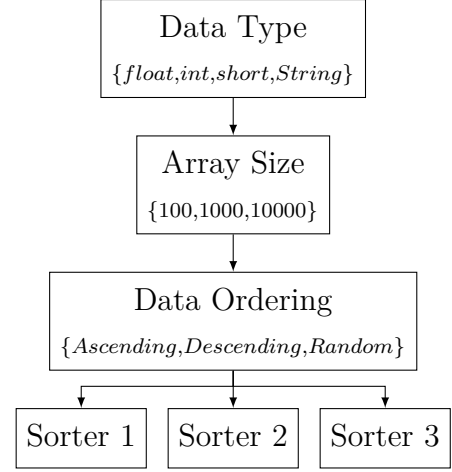 Data Type
{float,int,short,String}
Array Size
{100,1000,10000}
Data Ordering
{Ascending,Descending,Random}
Sorter 1
Sorter 2
Sorter 3